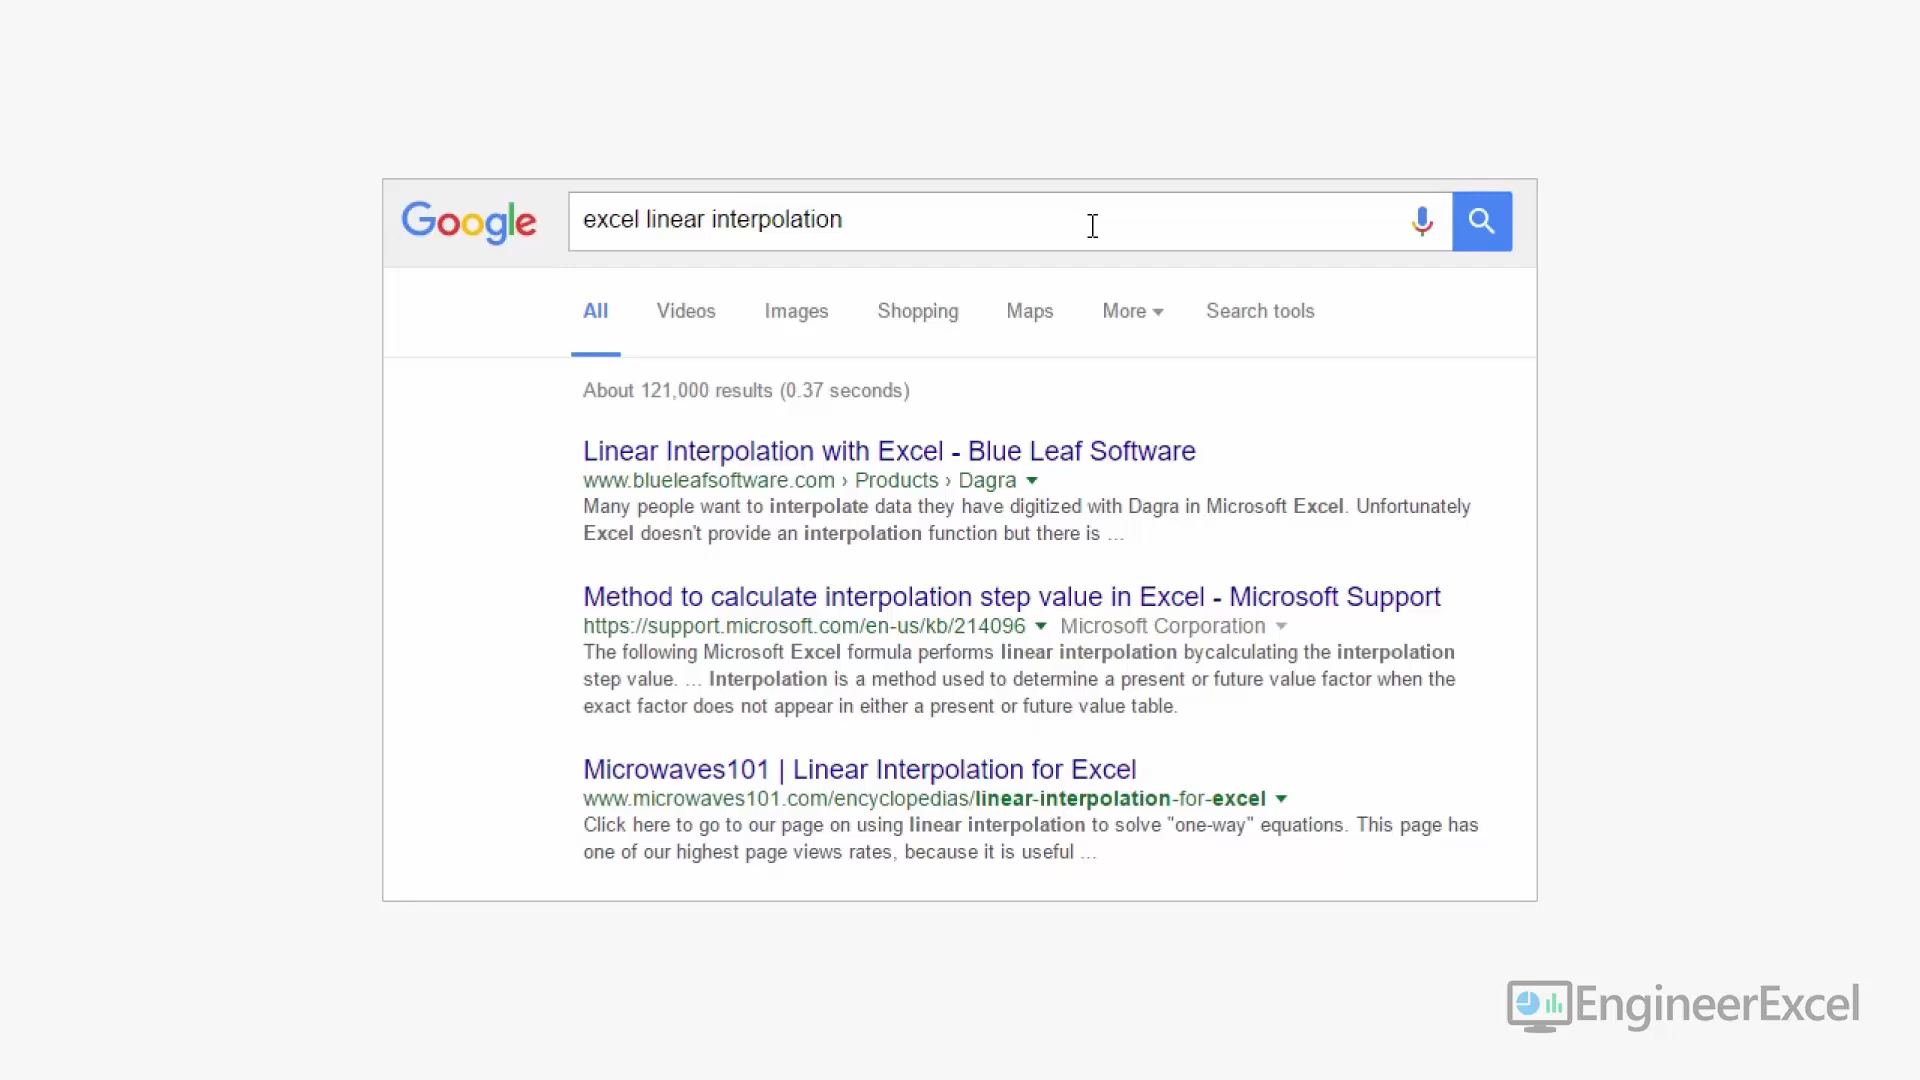 Google
excel linear interpolation
All Videos Images Shopping Maps More Search tools
About 121,000 results (0.37 seconds)
Linear Interpolation with Excel - Blue Leaf Software
www.blueleafsoftware.com › Products › Dagra
Many people want to interpolate data they have digitized with Dagra in Microsoft Excel. Unfortunately
Excel doesn't provide an interpolation function but there is ...
Method to calculate interpolation step value in Excel - Microsoft Support
https://support.microsoft.com/en-us/kb/214096 Microsoft Corporation
The following Microsoft Excel formula performs linear interpolation bycalculating the interpolation
step value. ... Interpolation is a method used to determine a present or future value factor when the
exact factor does not appear in either a present or future value table.
Microwaves101 | Linear Interpolation for Excel
www.microwaves101.com/encyclopedias/linear-interpolation-for-excel
Click here to go to our page on using linear interpolation to solve "one-way" equations. This page has
one of our highest page views rates, because it is useful ...
EngineerExcel